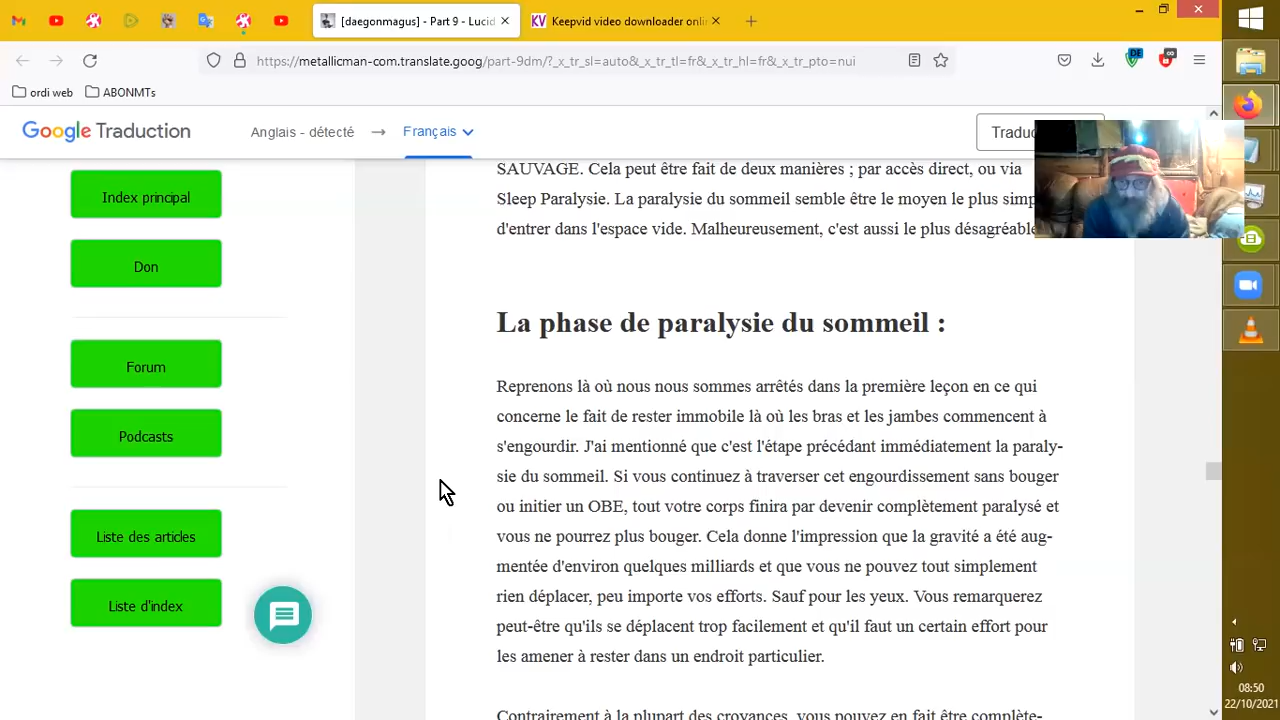 [daegonmagus] - Part 9 - Lucid
Keepvid video downloader onli
https://metallicman-com.translate.goog/part-9dm/?_x_tr_sl=auto&_x_tr_tl=fr&_x_tr_hl=fr&_x_tr_pto=nui
ordi web
ABONMTs
Google Traduction
Anglais - détecté
Français
Index principal
Don
Forum
Podcasts
Liste des articles
Liste d'index
SAUVAGE. Cela peut être fait de deux manières ; par accès direct, ou via
Sleep Paralysie. La paralysie du sommeil semble être le moyen le plus
d'entrer dans l'espace vide. Malheureusement, c'est aussi le plus désagréable
La phase de paralysie du sommeil :
Reprenons là où nous nous sommes arrêtés dans la première leçon en ce qui
concerne le fait de rester immobile là où les bras et les jambes commencent à
s'engourdir. J'ai mentionné que c'est l'étape précédant immédiatement la paraly-
sie du sommeil. Si vous continuez à traverser cet engourdissement sans bouger
ou initier un OBE, tout votre corps finira par devenir complètement paralysé et
vous ne pourrez plus bouger. Cela donne l'impression que la gravité a été aug-
mentée d'environ quelques milliards et que vous ne pouvez tout simplement
rien déplacer, peu importe vos efforts. Sauf pour les yeux. Vous remarquerez
peut-être qu'ils se déplacent trop facilement et qu'il faut un certain effort pour
les amener à rester dans un endroit particulier.
Contrairement à la plupart des croyances, vous pouvez en fait être complète-
DE
08:50
22/10/2021